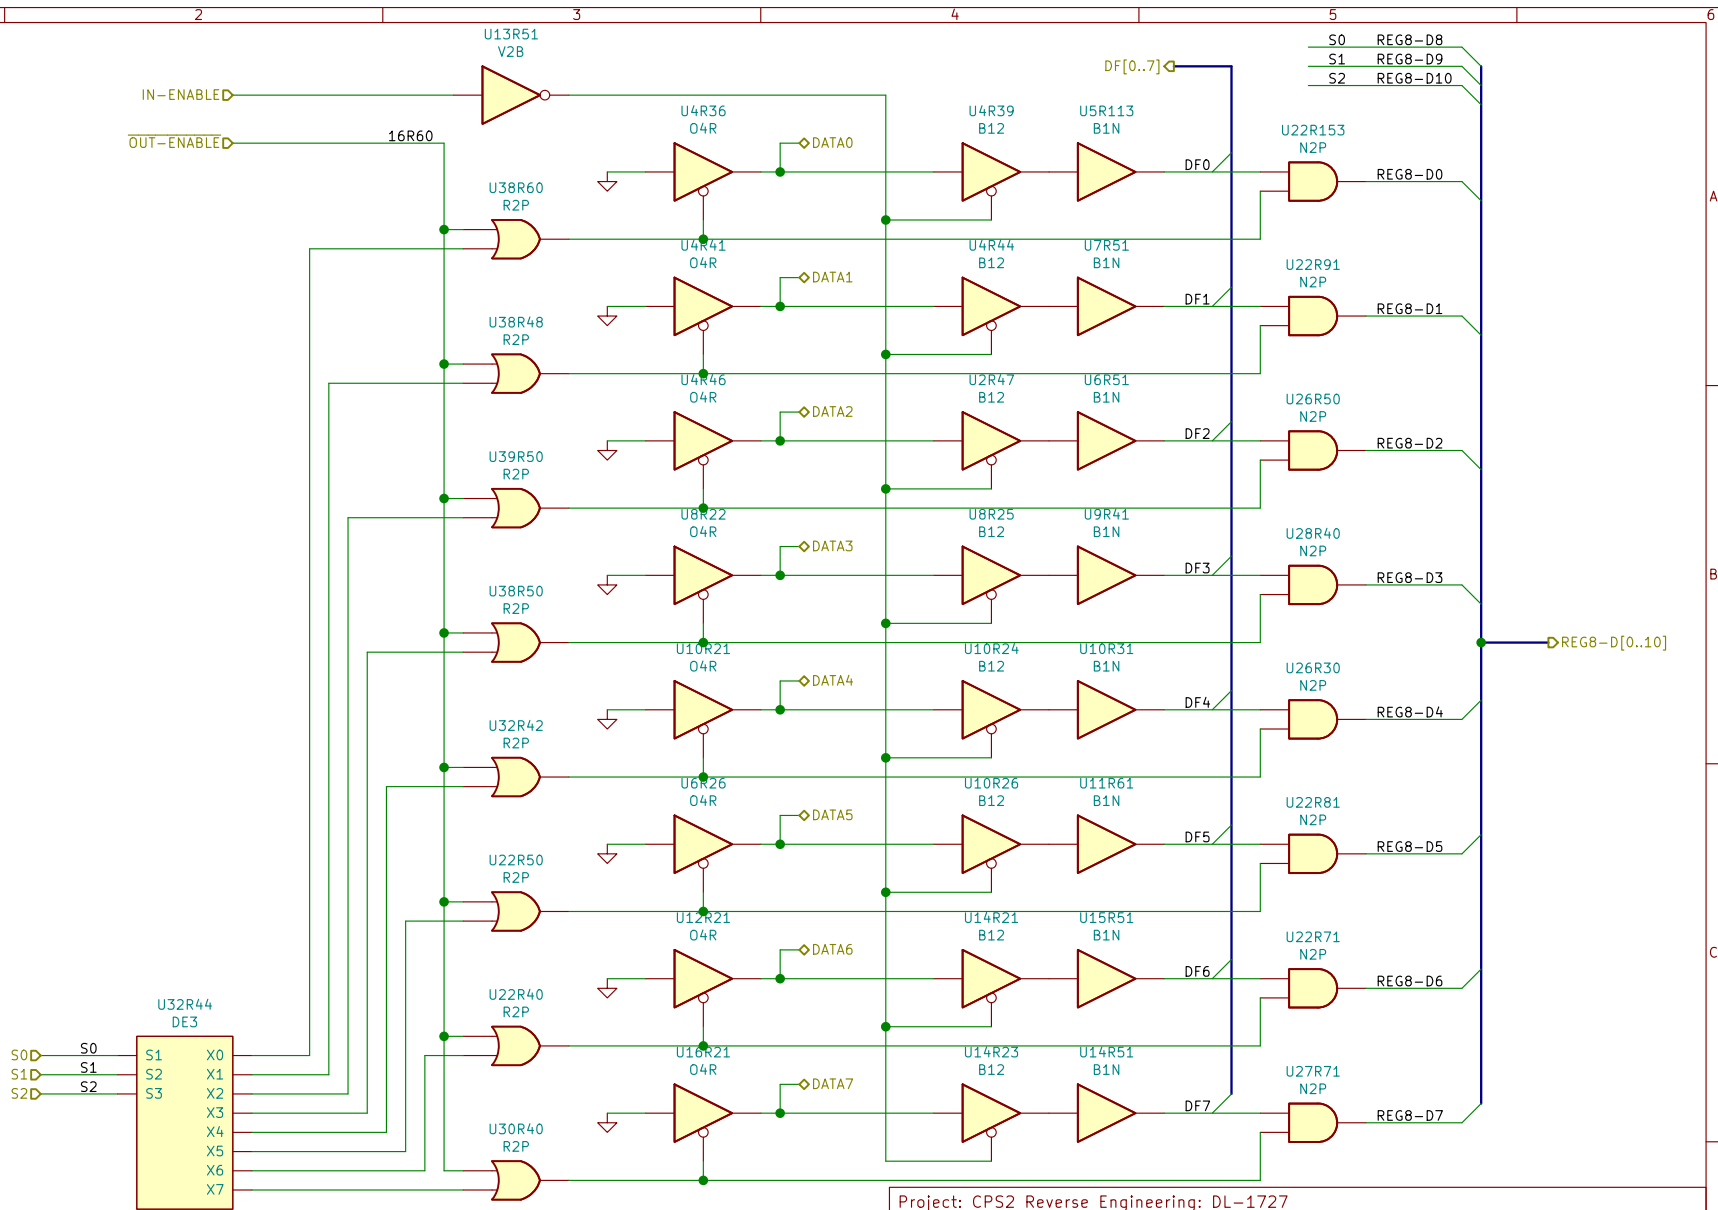 2 3 4 5 6
U13R51
V2B
IN-ENABLE
OUT-ENABLE
16R60
DF[0..7]
S0 REG8-D8
S1 REG8-D9
S2 REG8-D10
A
B
C
U4R36
O4R
DATA0
U4R39
B12
U5R113
B1N
DF0
U22R153
N2P
REG8-D0
U38R60
R2P
U4R41
O4R
DATA1
U4R44
B12
U7R51
B1N
DF1
U22R91
N2P
REG8-D1
U38R48
R2P
U4R46
O4R
DATA2
U2R47
B12
U6R51
B1N
DF2
U26R50
N2P
REG8-D2
U39R50
R2P
U8R22
O4R
DATA3
U8R25
B12
U9R41
B1N
DF3
U28R40
N2P
REG8-D3
U38R50
R2P
REG8-D[0..10]
U10R21
O4R
DATA4
U10R24
B12
U10R31
B1N
DF4
U26R30
N2P
REG8-D4
U32R42
R2P
U6R26
O4R
DATA5
U10R26
B12
U11R61
B1N
DF5
U22R81
N2P
REG8-D5
U22R50
R2P
U12R21
O4R
DATA6
U14R21
B12
U15R51
B1N
DF6
U22R71
N2P
REG8-D6
U22R40
R2P
U16R21
O4R
DATA7
U14R23
B12
U14R51
B1N
DF7
U27R71
N2P
REG8-D7
U30R40
R2P
U32R44
DE3
S0 S0 S1 X0
S1 S1 S2 X1
S2 S2 S3 X2
X3
X4
X5
X6
X7
Project: CPS2 Reverse Engineering: DL-1727